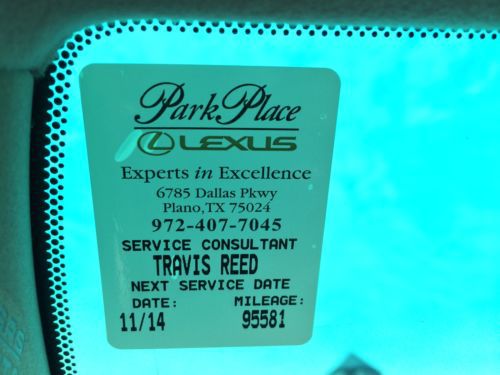 Park Place
LEXUS
Experts in Excellence
6785 Dallas Pkwy
Plano, TX 75024
972-407-7045
SERVICE CONSULTANT
TRAVIS REED
NEXT SERVICE DATE
DATE: MILEAGE:
11/14 95581